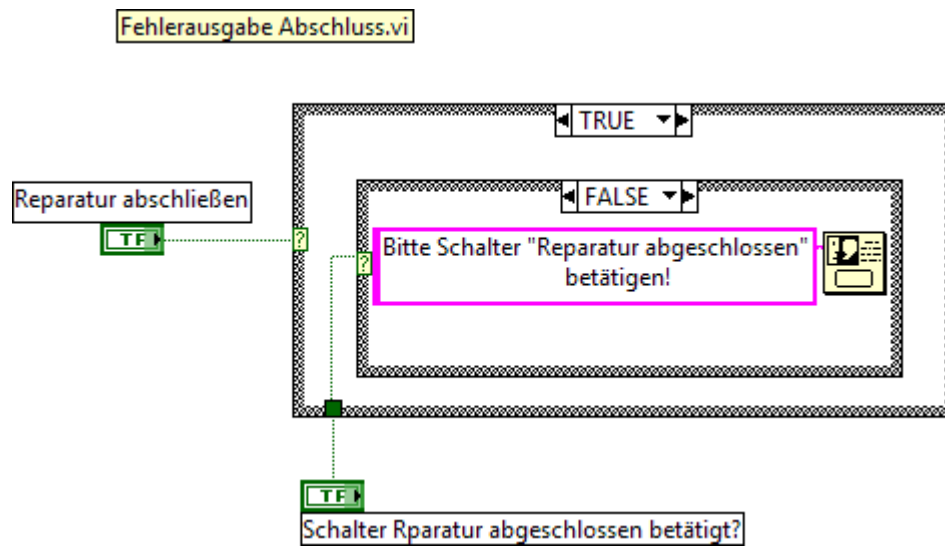 Fehlerausgabe Abschluss.vi
TRUE
Reparatur abschließen
FALSE
TF
?
?
Bitte Schalter "Reparatur abgeschlossen"
betätigen!
TF
Schalter Rparatur abgeschlossen betätigt?